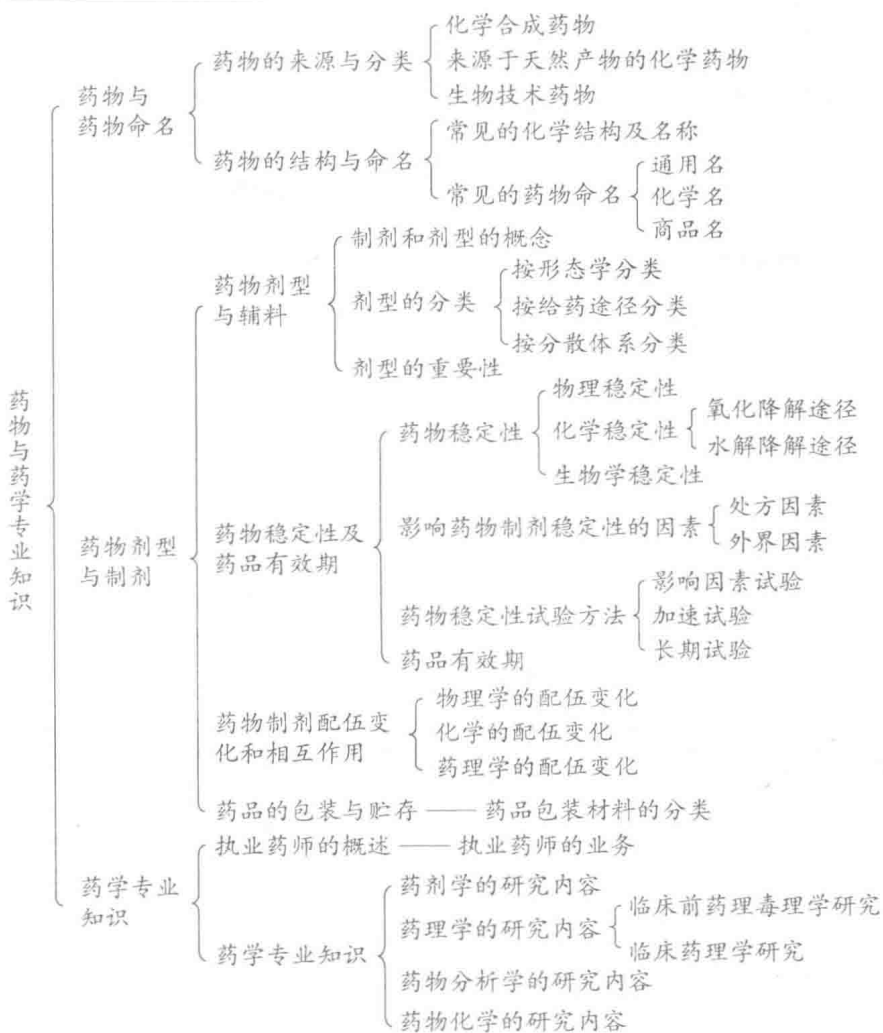 药物与药学专业知识
药物与
药物命名
药物的来源与分类
化学合成药物
来源于天然产物的化学药物
生物技术药物
药物的结构与命名
常见的化学结构及名称
常见的药物命名
通用名
化学名
商品名
药物剂型
与制剂
药物剂型
与辅料
制剂和剂型的概念
剂型的分类
按形态学分类
按给药途径分类
按分散体系分类
剂型的重要性
药物稳定性及
药品有效期
药物稳定性
物理稳定性
化学稳定性
氧化降解途径
水解降解途径
生物学稳定性
影响药物制剂稳定性的因素
处方因素
外界因素
药物稳定性试验方法
影响因素试验
加速试验
长期试验
药品有效期
药物制剂配伍变
化和相互作用
物理学的配伍变化
化学的配伍变化
药理学的配伍变化
药品的包装与贮存——药品包装材料的分类
药学专业
知识
执业药师的概述——执业药师的业务
药学专业知识
药剂学的研究内容
药理学的研究内容
临床前药理毒理学研究
临床药理学研究
药物分析学的研究内容
药物化学的研究内容